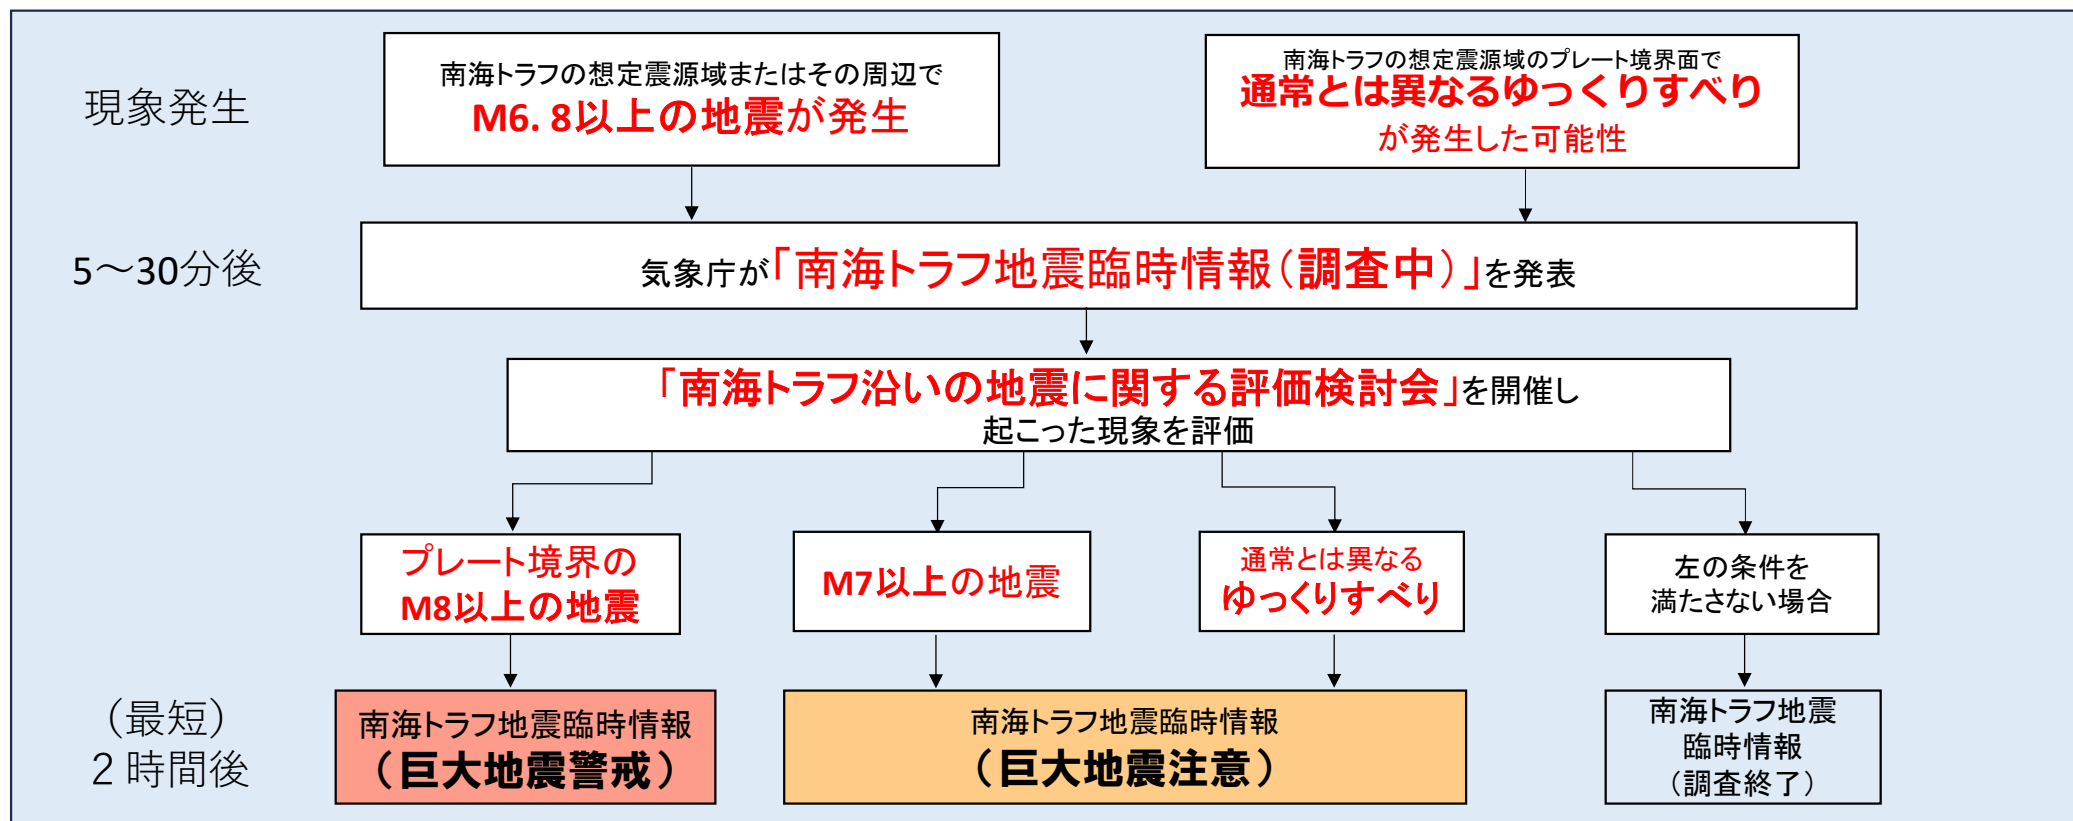 現象発生
南海トラフの想定震源域またはその周辺で
M6.8以上の地震が発生
南海トラフの想定震源域のプレート境界面で
通常とは異なるゆっくりすべり
が発生した可能性
5～30分後
気象庁が「南海トラフ地震臨時情報（調査中）」を発表
「南海トラフ沿いの地震に関する評価検討会」を開催し
起こった現象を評価
プレート境界の
M8以上の地震
M7以上の地震
通常とは異なる
ゆっくりすべり
左の条件を
満たさない場合
（最短）
２時間後
南海トラフ地震臨時情報
（巨大地震警戒）
南海トラフ地震臨時情報
（巨大地震注意）
南海トラフ地震
臨時情報
（調査終了）